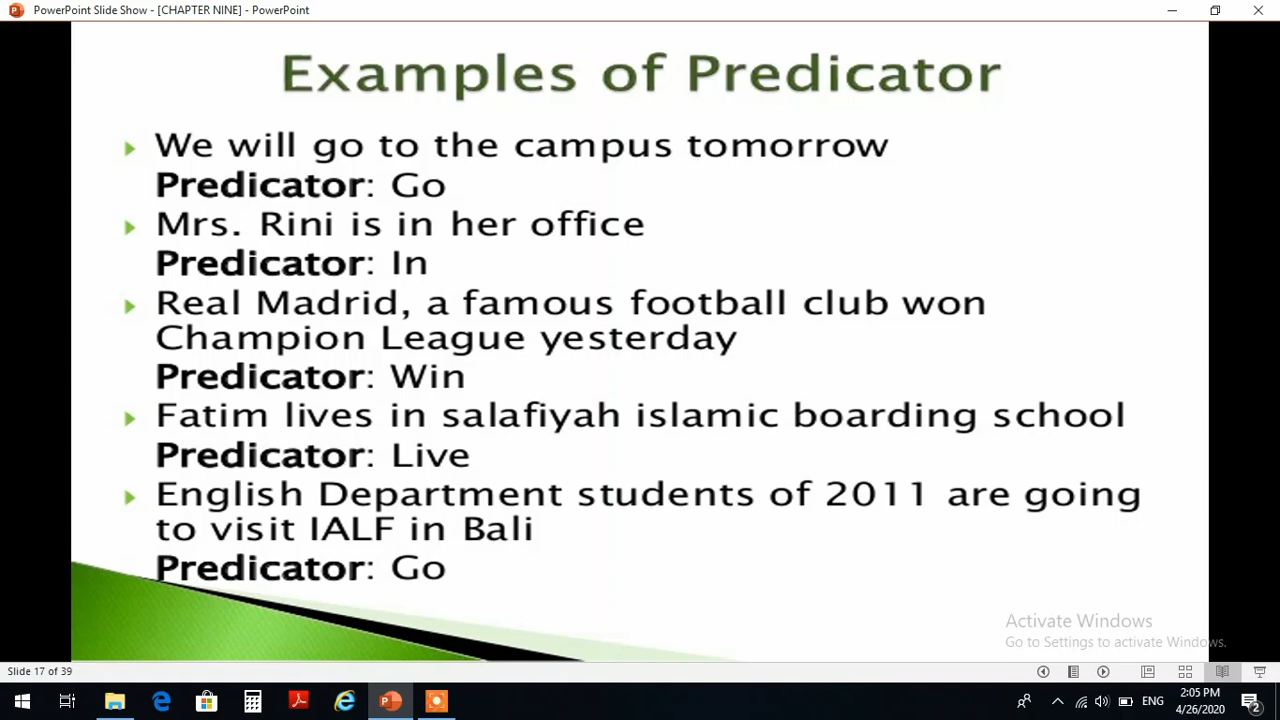 PowerPoint Slide Show - [CHAPTER NINE] - PowerPoint
Examples of Predicator
We will go to the campus tomorrow
Predicator: Go
Mrs. Rini is in her office
Predicator: In
Real Madrid, a famous football club won
Champion League yesterday
Predicator: Win
Fatim lives in salafiyah islamic boarding school
Predicator: Live
English Department students of 2011 are going
to visit IALF in Bali
Predicator: Go
Activate Windows
Go to Settings to activate Windows.
Slide 17 of 39
ENG
2:05 PM
4/26/2020
2